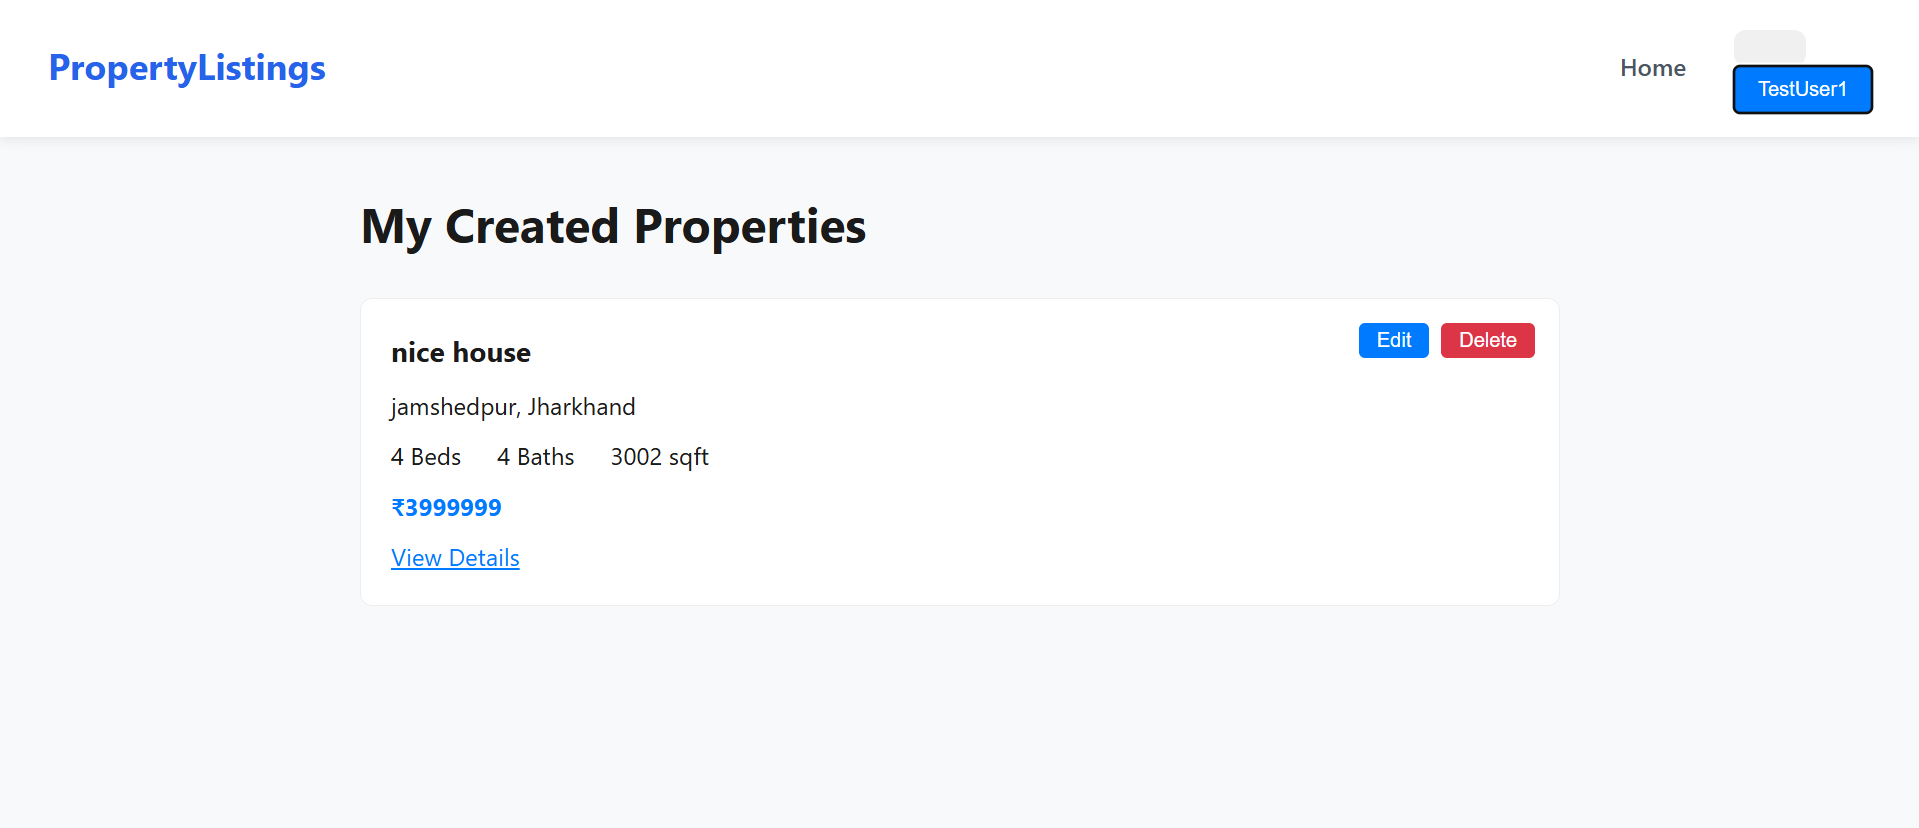 PropertyListings
Home
TestUser1
My Created Properties
nice house
Edit
Delete
jamshedpur, Jharkhand
4 Beds 4 Baths 3002 sqft
₹3999999
View Details